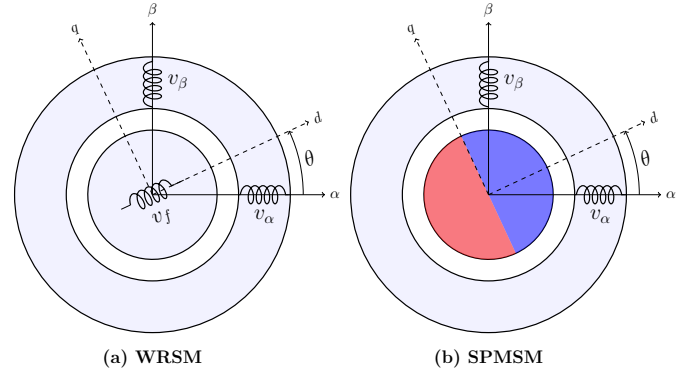 β β
q q
v_β v_β
d d
θ θ
v_f
α α
v_α v_α
(a) WRSM (b) SPMSM